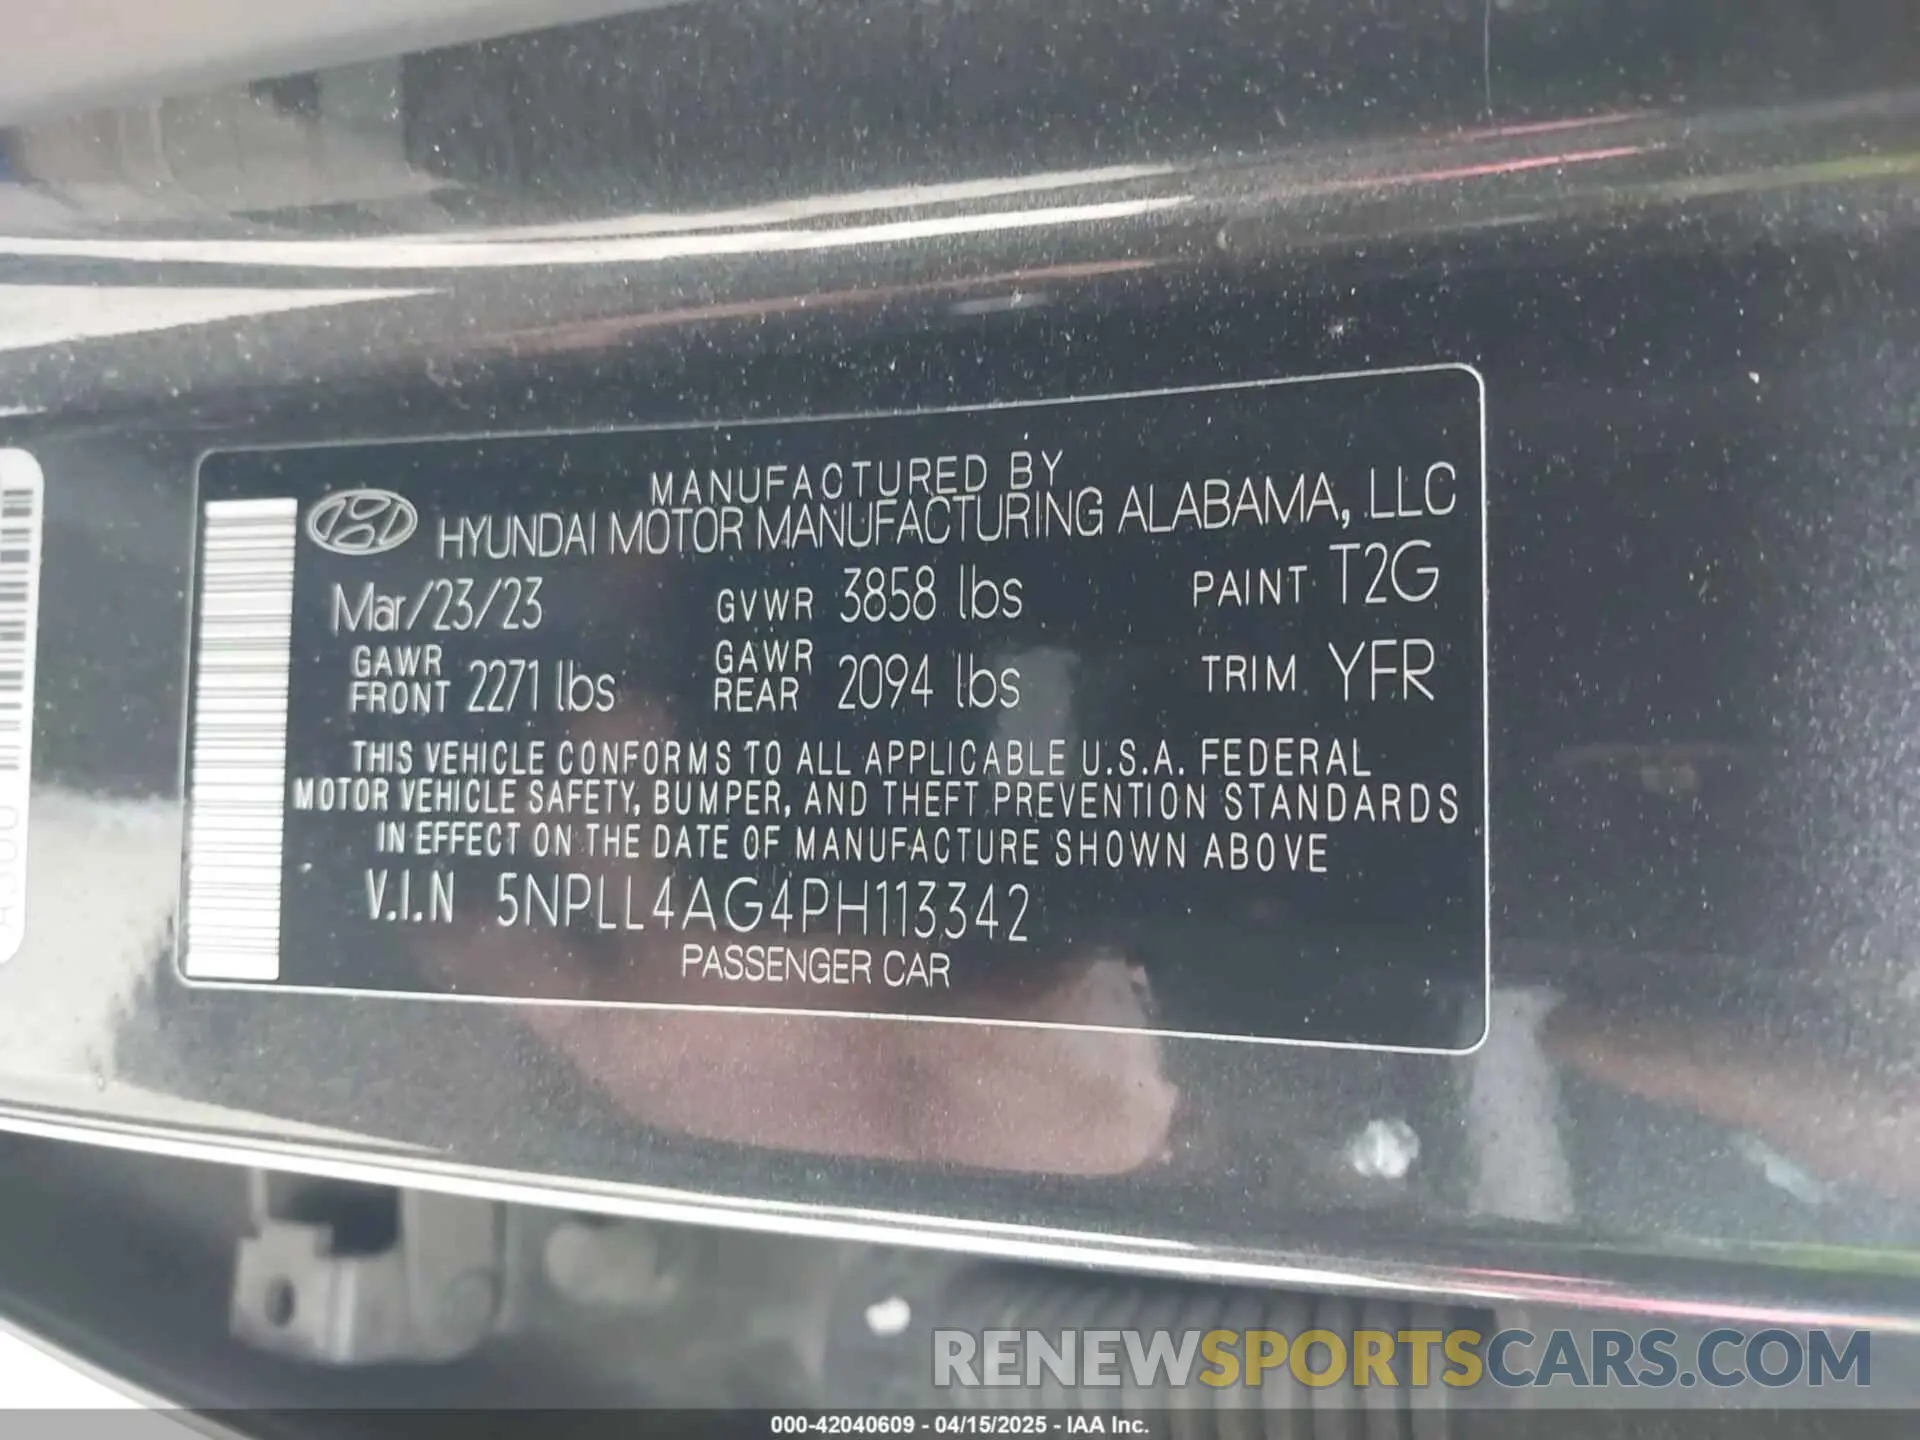 MANUFACTURED BY
HYUNDAI MOTOR MANUFACTURING ALABAMA, LLC
Mar/23/23 GVWR 3858 lbs PAINT T2G
GAWR FRONT 2271 lbs GAWR REAR 2094 lbs TRIM YFR
THIS VEHICLE CONFORMS TO ALL APPLICABLE U.S.A. FEDERAL
MOTOR VEHICLE SAFETY, BUMPER, AND THEFT PREVENTION STANDARDS
IN EFFECT ON THE DATE OF MANUFACTURE SHOWN ABOVE
V.I.N 5NPLL4AG4PH113342
PASSENGER CAR
RENEWSPORTSCARS.COM
000-42040609 - 04/15/2025 - IAA Inc.